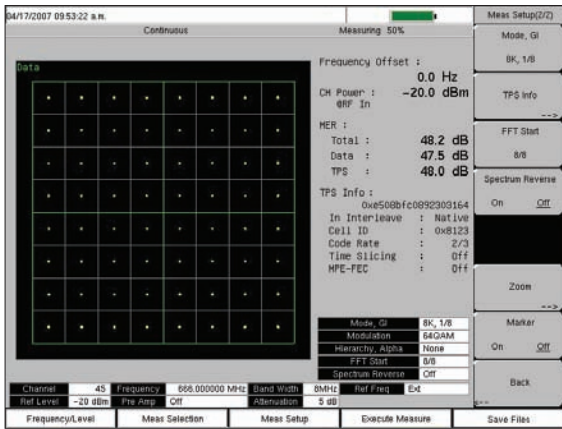 04/17/2007 09:53:22 a.m.
Continuous
Measuring 50%
Data
Frequency Offset :
0.0 Hz
CH Power : -20.0 dBm
@RF In
MER :
Total : 48.2 dB
Data : 47.5 dB
TPS : 48.0 dB
TPS Info :
0xe508bfc0892303164
In Interleave : Native
Cell ID : 0x8123
Code Rate : 2/3
Time Slicing : Off
MPE-FEC : Off
Mode, GI 8K, 1/8
Modulation 64QAM
Hierarchy, Alpha None
FFT Start 8/8
Spectrum Reverse Off
Channel 45 Frequency 666.000000 MHz Band Width 8MHz Ref Freq Ext
Ref Level -20 dBm Pre Amp Off Attenuation 5 dB
Frequency/Level Meas Selection Meas Setup Execute Measure Save Files
Meas Setup(2/2)
Mode, GI
8K, 1/8
TPS Info
-->
FFT Start
8/8
Spectrum Reverse
On Off
Zoom
-->
Marker
On Off
Back
<--